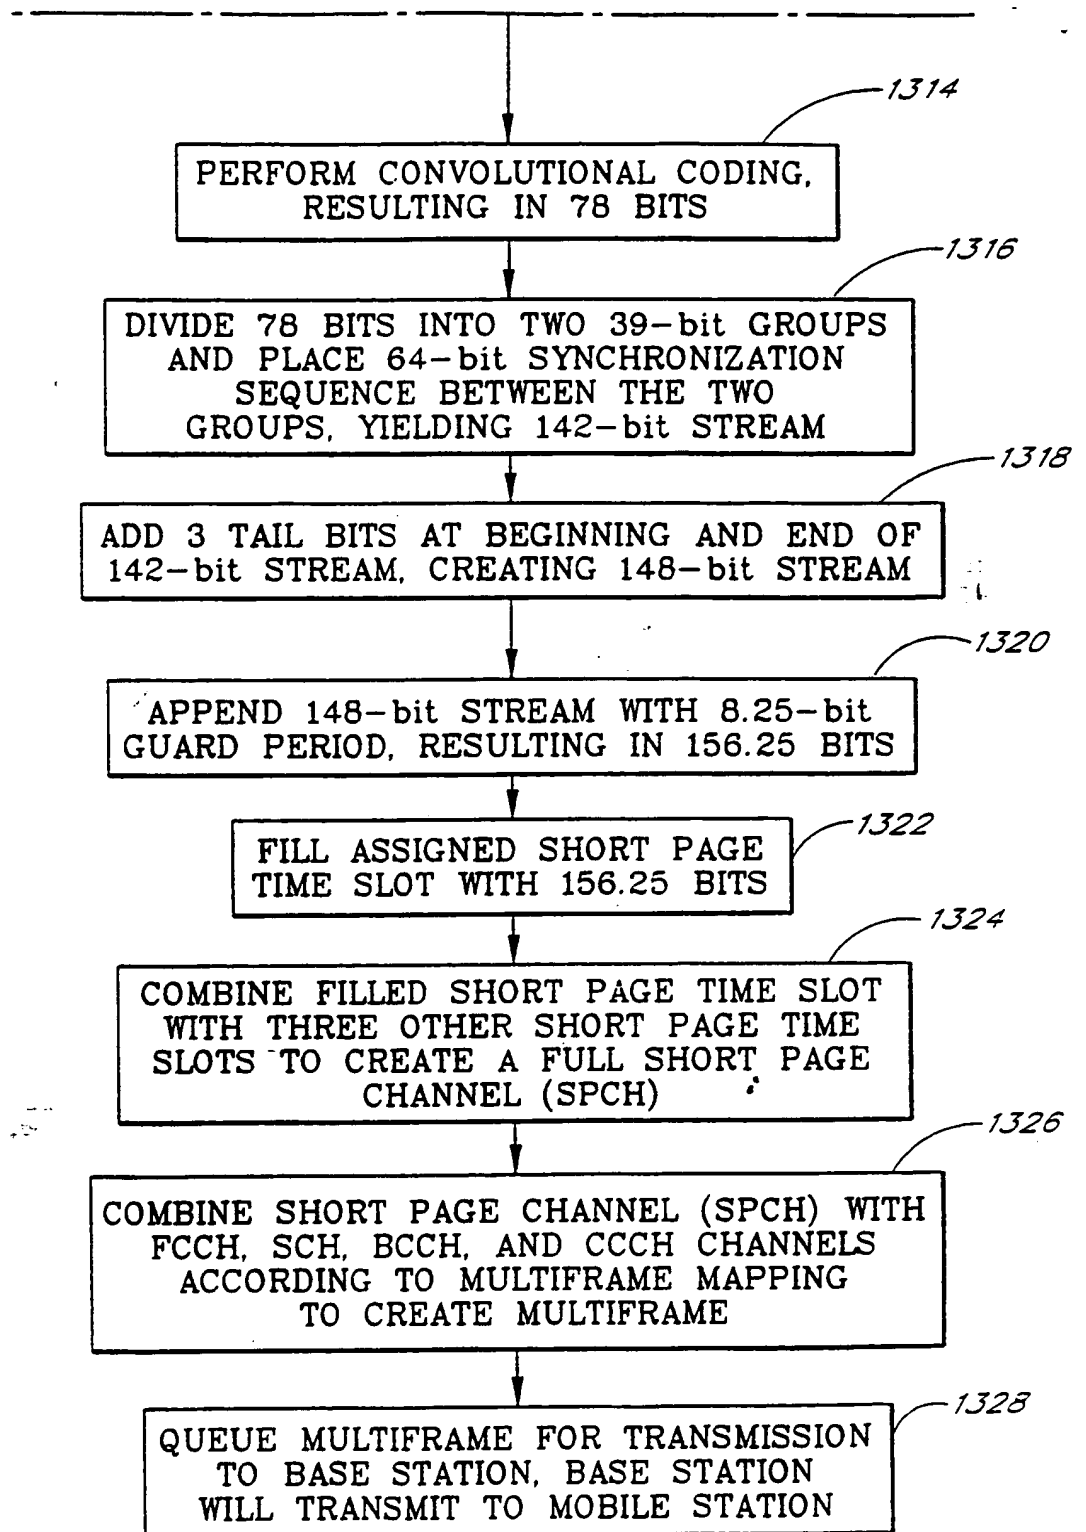 1314
PERFORM CONVOLUTIONAL CODING,
RESULTING IN 78 BITS
1316
DIVIDE 78 BITS INTO TWO 39-bit GROUPS
AND PLACE 64-bit SYNCHRONIZATION
SEQUENCE BETWEEN THE TWO
GROUPS, YIELDING 142-bit STREAM
1318
ADD 3 TAIL BITS AT BEGINNING AND END OF
142-bit STREAM, CREATING 148-bit STREAM
1320
APPEND 148-bit STREAM WITH 8.25-bit
GUARD PERIOD, RESULTING IN 156.25 BITS
1322
FILL ASSIGNED SHORT PAGE
TIME SLOT WITH 156.25 BITS
1324
COMBINE FILLED SHORT PAGE TIME SLOT
WITH THREE OTHER SHORT PAGE TIME
SLOTS TO CREATE A FULL SHORT PAGE
CHANNEL (SPCH)
1326
COMBINE SHORT PAGE CHANNEL (SPCH) WITH
FCCH, SCH, BCCH, AND CCCH CHANNELS
ACCORDING TO MULTIFRAME MAPPING
TO CREATE MULTIFRAME
1328
QUEUE MULTIFRAME FOR TRANSMISSION
TO BASE STATION, BASE STATION
WILL TRANSMIT TO MOBILE STATION